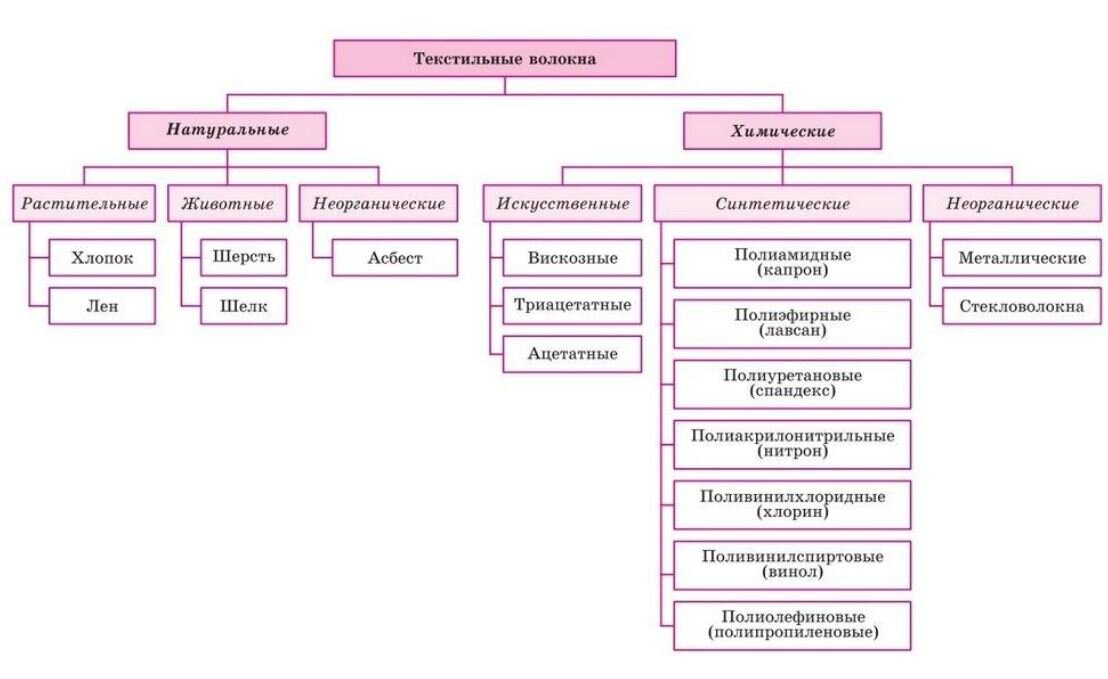 Текстильные волокна
Натуральные
Химические
Растительные
Животные
Неорганические
Искусственные
Синтетические
Неорганические
Хлопок
Лен
Шерсть
Шелк
Асбест
Вискозные
Триацетатные
Ацетатные
Полиамидные
(капрон)
Полиэфирные
(лавсан)
Полиуретановые
(спандекс)
Полиакрилонитрильные
(нитрон)
Поливинилхлоридные
(хлорин)
Поливинилспиртовые
(винол)
Полиолефиновые
(полипропиленовые)
Металлические
Стекловолокна